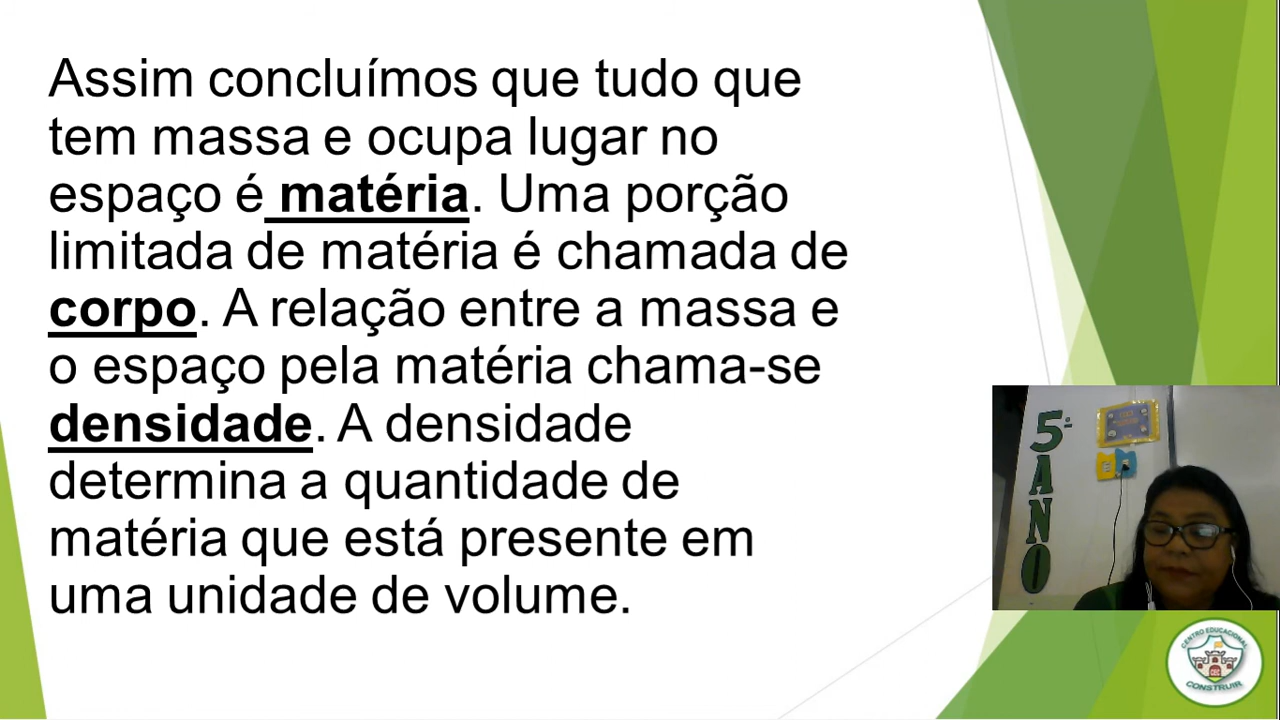 Assim concluímos que tudo que
tem massa e ocupa lugar no
espaço é matéria. Uma porção
limitada de matéria é chamada de
corpo. A relação entre a massa e
o espaço pela matéria chama-se
densidade. A densidade
determina a quantidade de
matéria que está presente em
uma unidade de volume.
5º
ANO
CENTRO EDUCACIONAL
CONSTRUIR